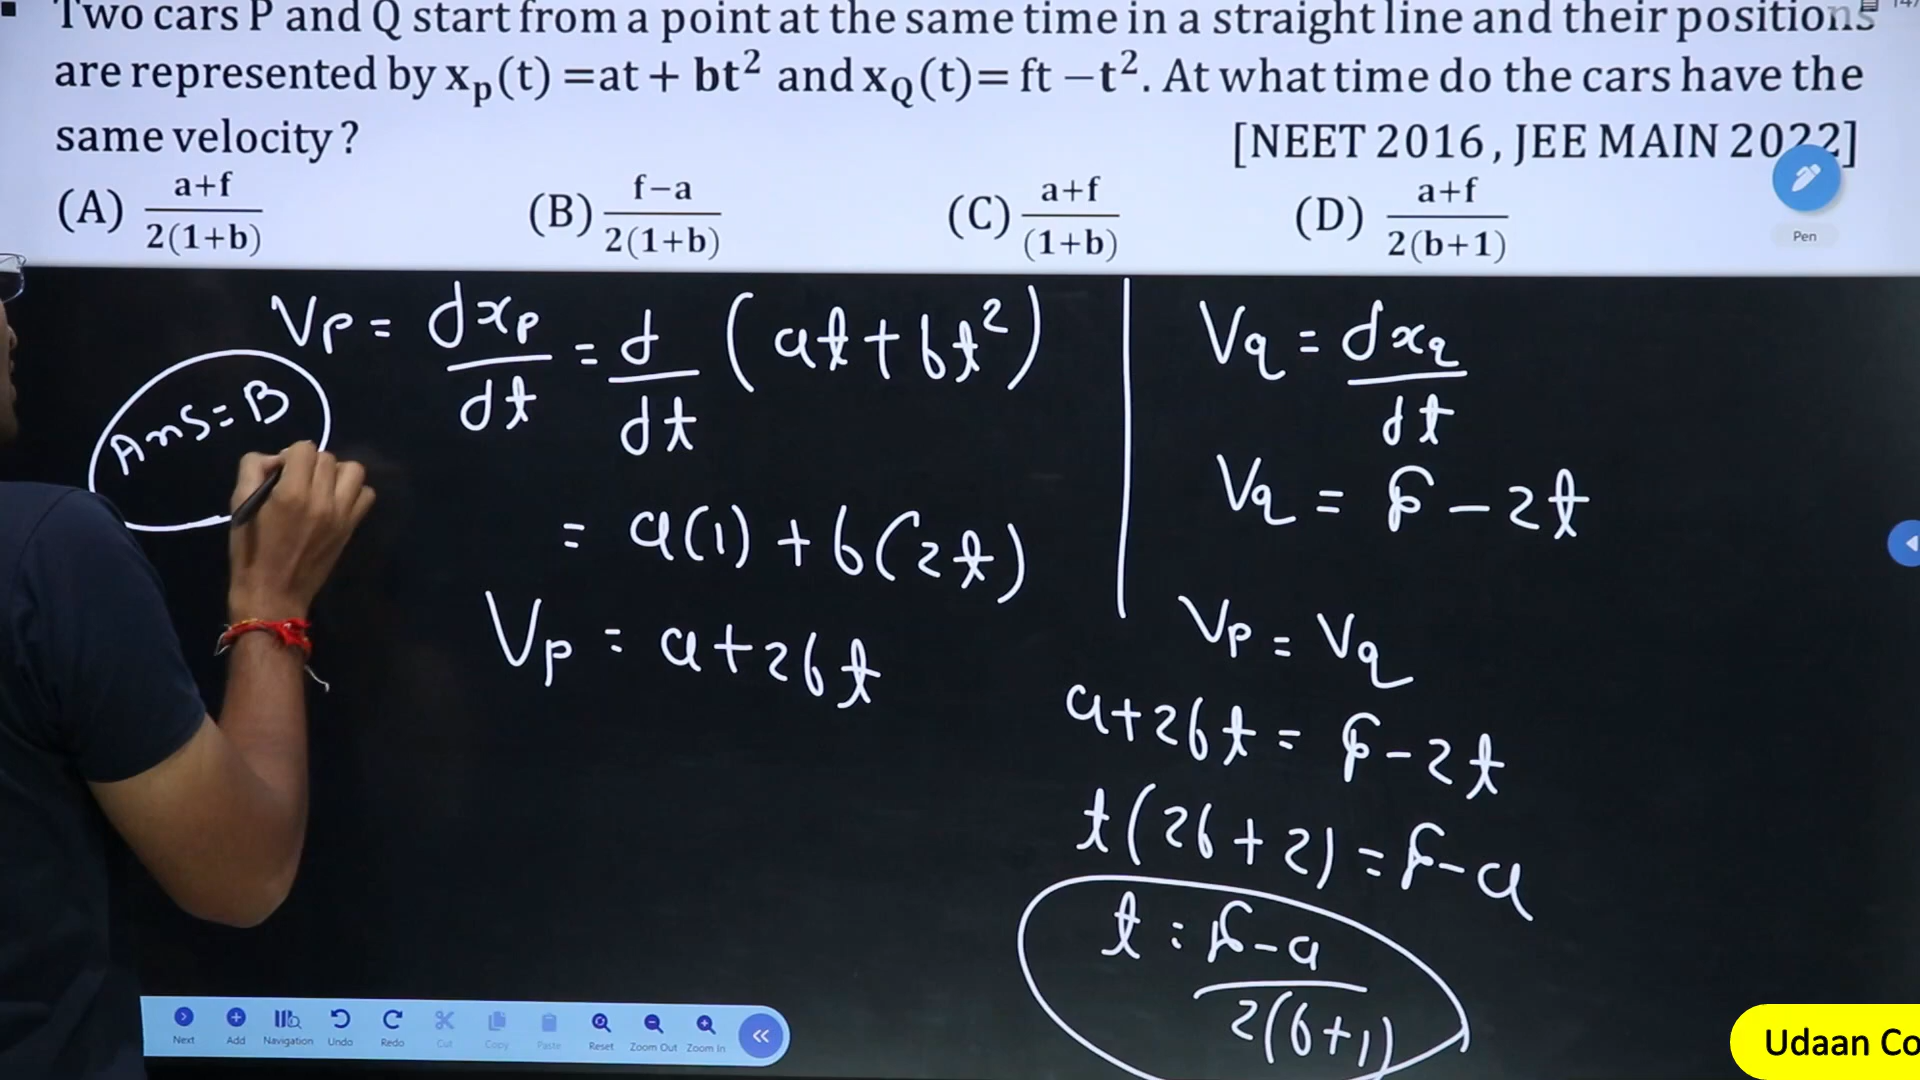 Two cars P and Q start from a point at the same time in a straight line and their positions
are represented by xₚ(t) =at + bt² and x_Q(t)= ft −t². At what time do the cars have the
same velocity?
[NEET 2016, JEE MAIN 2022]
(A) a+f / 2(1+b) (B) f−a / 2(1+b) (C) a+f / (1+b) (D) a+f / 2(b+1)
Pen
Vp = dxp/dt = d/dt (at+bt²)
= a(1) + b(2t)
Vp = a+2bt
Ans = B
Vq = dxq/dt
Vq = f − 2t
Vp = Vq
a+2bt = f−2t
t(2b+2) = f−a
t = f−a / 2(b+1)
Next Add Navigation Undo Redo Cut Copy Paste Reset Zoom Out Zoom In
Udaan Co